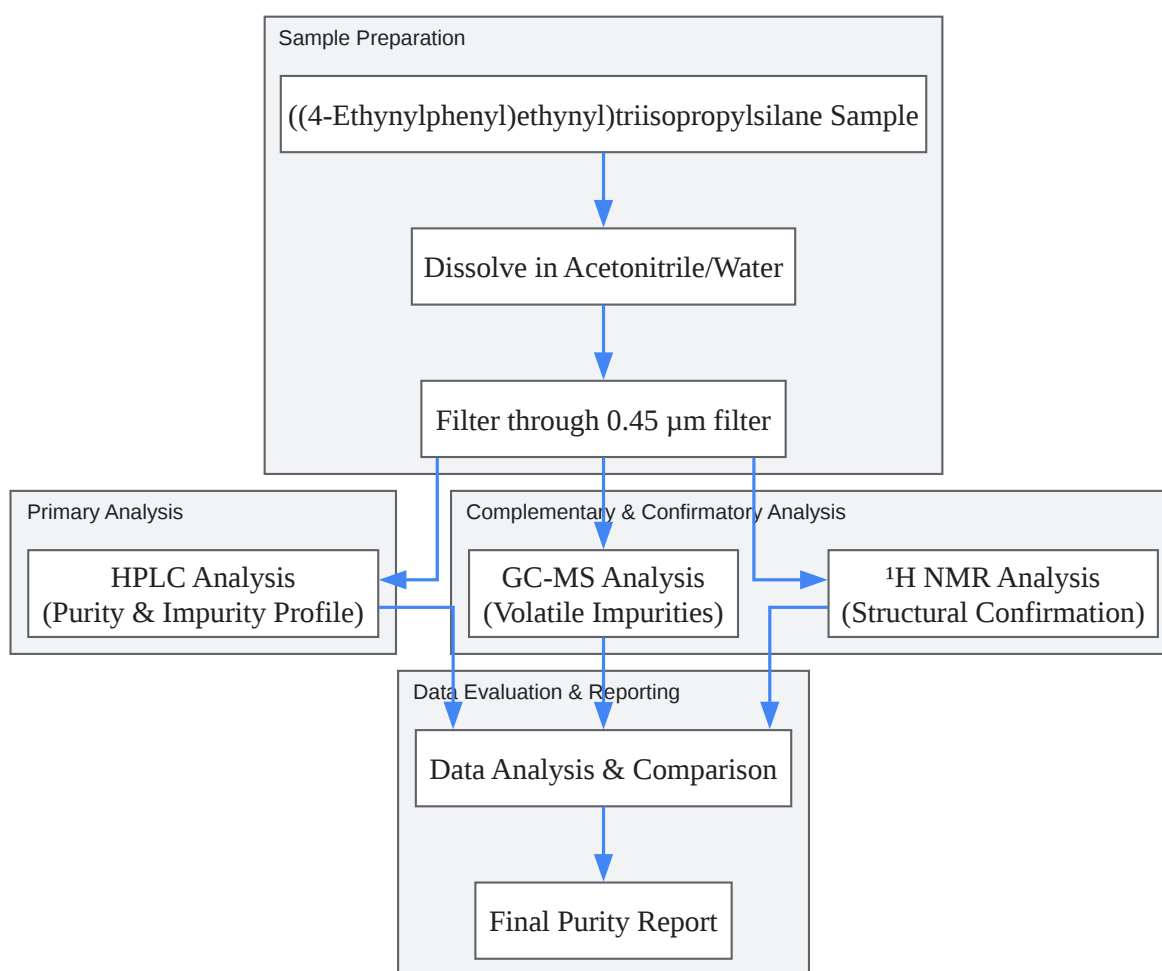 Sample Preparation
((4-Ethynylphenyl)ethynyl)triisopropylsilane Sample
Dissolve in Acetonitrile/Water
Filter through 0.45 µm filter
Primary Analysis
HPLC Analysis
(Purity & Impurity Profile)
Complementary & Confirmatory Analysis
GC-MS Analysis
(Volatile Impurities)
¹H NMR Analysis
(Structural Confirmation)
Data Evaluation & Reporting
Data Analysis & Comparison
Final Purity Report